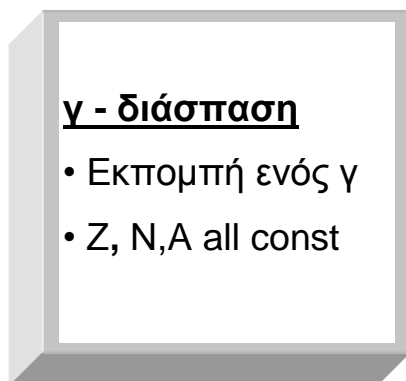 γ - διάσπαση
• Εκπομπή ενός γ
• Ζ, Ν,Α all const